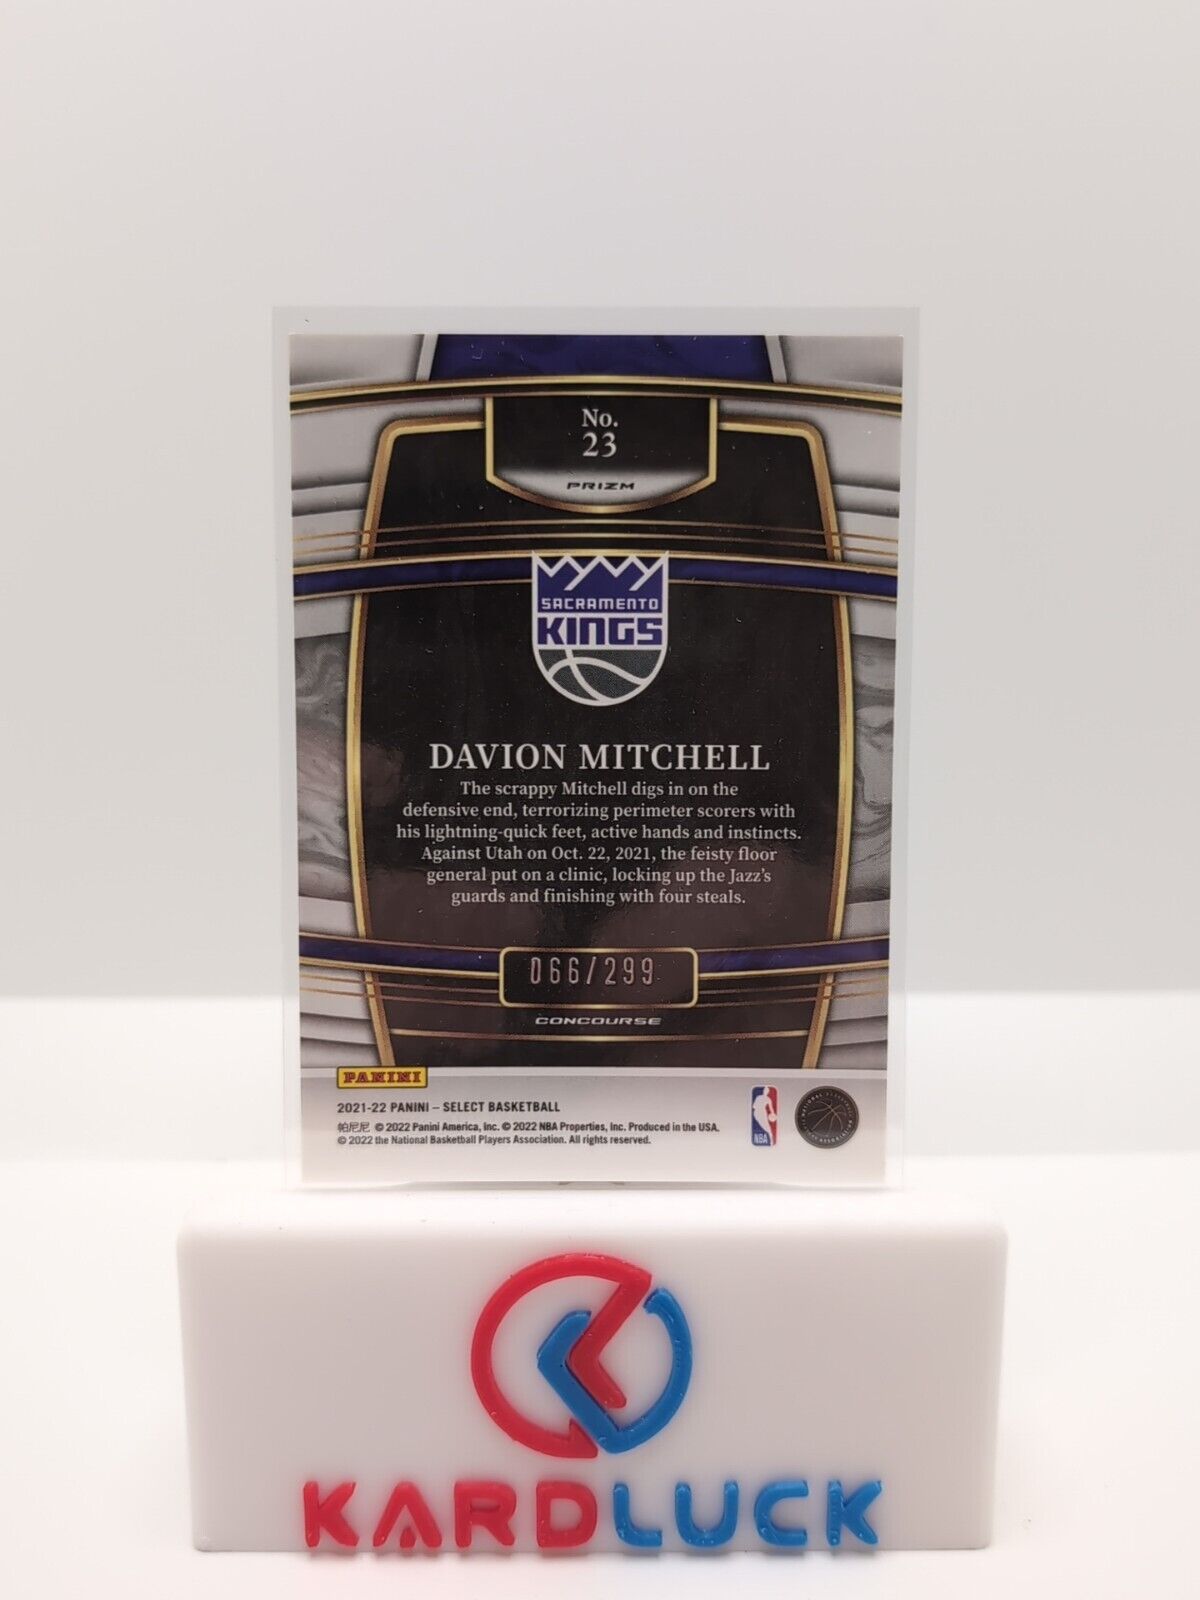 No.
23
PRIZM
SACRAMENTO
KINGS
DAVION MITCHELL
The scrappy Mitchell digs in on the
defensive end, terrorizing perimeter scorers with
his lightning-quick feet, active hands and instincts.
Against Utah on Oct. 22, 2021, the feisty floor
general put on a clinic, locking up the Jazz's
guards and finishing with four steals.
066/299
CONCOURSE
PANINI
2021-22 PANINI – SELECT BASKETBALL
帕尼尼 © 2022 Panini America, Inc. © 2022 NBA Properties, Inc. Produced in the USA.
© 2022 the National Basketball Players Association. All rights reserved.
NBA
KARDLUCK